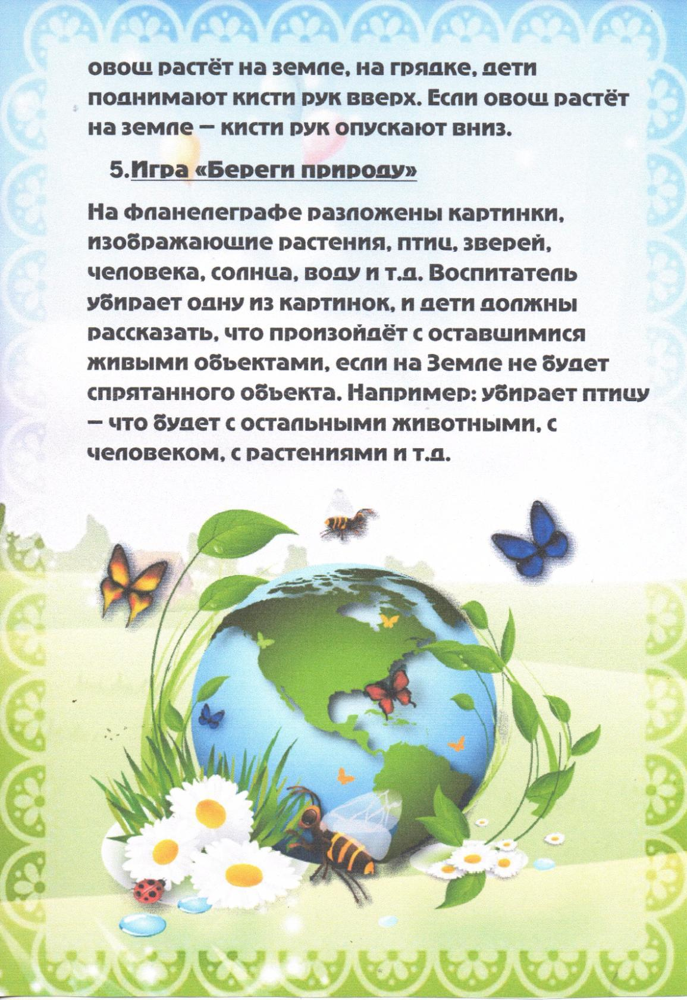 овощ растёт на земле, на грядке, дети
поднимают кисти рук вверх. Если овощ растёт
на земле – кисти рук опускают вниз.
5.Игра «Береги природу»
На фланелеграфе разложены картинки,
изображающие растения, птиц, зверей,
человека, солнца, воду и т.д. Воспитатель
убирает одну из картинок, и дети должны
рассказать, что произойдёт с оставшимися
живыми объектами, если на Земле не будет
спрятанного объекта. Например: убирает птицу
– что будет с остальными животными, с
человеком, с растениями и т.д.